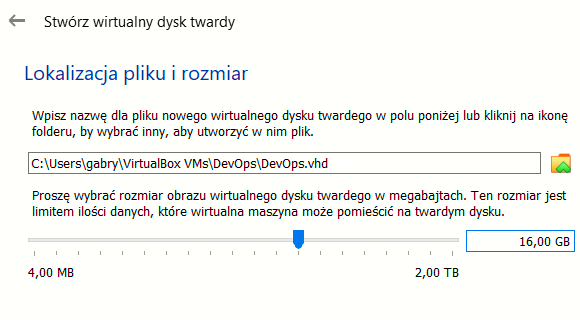 Stwórz wirtualny dysk twardy
Lokalizacja pliku i rozmiar
Wpisz nazwę dla pliku nowego wirtualnego dysku twardego w polu poniżej lub kliknij na ikonę
folderu, by wybrać inny, aby utworzyć w nim plik.
C:\Users\gabry\VirtualBox VMs\DevOps\DevOps.vhd
Proszę wybrać rozmiar obrazu wirtualnego dysku twardego w megabajtach. Ten rozmiar jest
limitem ilości danych, które wirtualna maszyna może pomieścić na twardym dysku.
16,00 GB
4,00 MB 2,00 TB